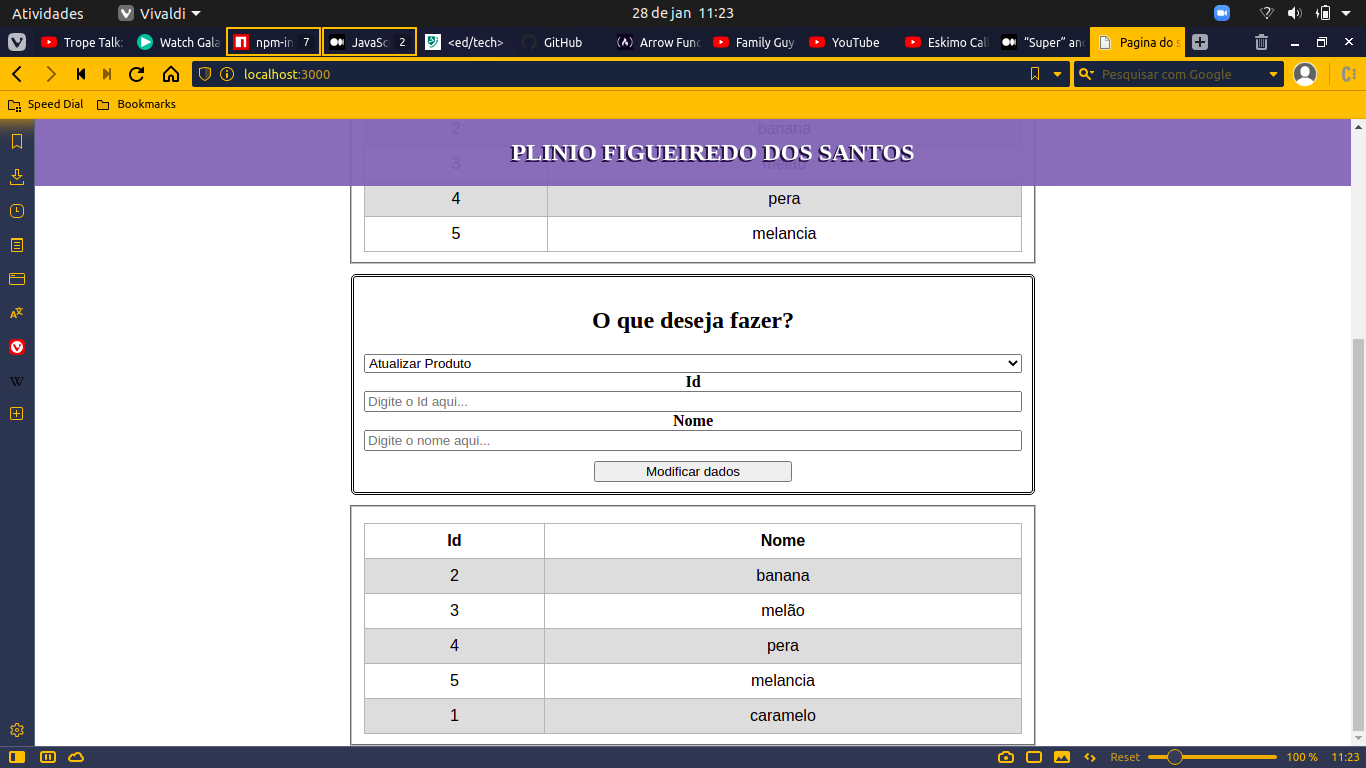 Atividades
Vivaldi
28 de jan 11:23
Trope Talk:
Watch Gala
npm-in 7
JavaSc 2
<ed/tech>
GitHub
Arrow Func
Family Guy
YouTube
Eskimo Call
“Super” and
Pagina do s
localhost:3000
Pesquisar com Google
Speed Dial
Bookmarks
2 banana
PLINIO FIGUEIREDO DOS SANTOS
3 melão
4 pera
5 melancia
O que deseja fazer?
Atualizar Produto
Id
Digite o Id aqui...
Nome
Digite o nome aqui...
Modificar dados
Id Nome
2 banana
3 melão
4 pera
5 melancia
1 caramelo
Reset
100 %
11:23